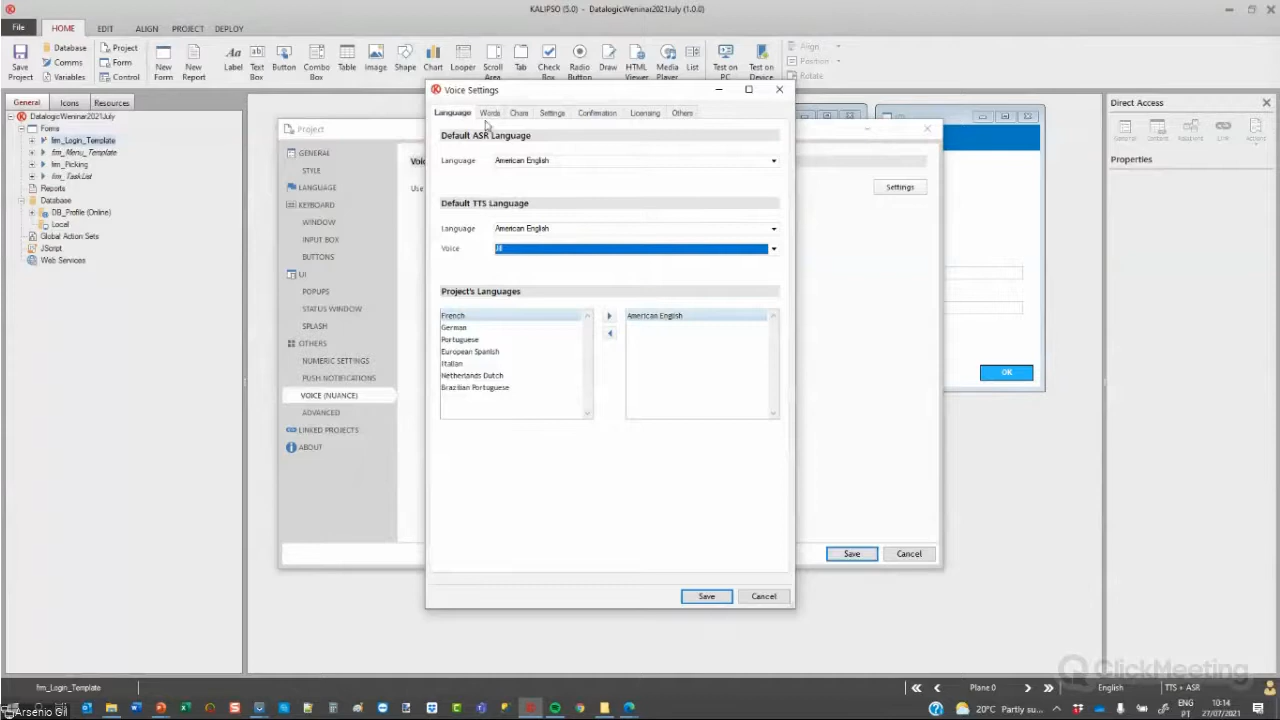 KALIPSO (5.0) - DatalogicWeninar2021July (1.0.0)
File HOME EDIT ALIGN PROJECT DEPLOY
Save Project
Database
Comms
Variables
Project
Form
Control
New Form
New Report
Label
Text Box
Button
Combo Box
Table
Image
Shape
Chart
Looper
Scroll Area
Tab
Check Box
Radio Button
Draw
HTML Viewer
Media Player
List
Test on PC
Test on Device
Align
Position
Rotate
General Icons Resources
DatalogicWeninar2021July
Forms
frm_Login_Template
frm_Menu_Template
frm_Picking
frm_TaskList
Reports
Database
DB_Profile (Online)
Local
Global Action Sets
JScript
Web Services
Project
GENERAL
STYLE
LANGUAGE
KEYBOARD
WINDOW
INPUT BOX
BUTTONS
UI
POPUPS
STATUS WINDOW
SPLASH
OTHERS
NUMERIC SETTINGS
PUSH NOTIFICATIONS
VOICE (NUANCE)
ADVANCED
LINKED PROJECTS
ABOUT
Settings
Save Cancel
Voice Settings
Language Words Chars Settings Confirmation Licensing Others
Default ASR Language
Language American English
Default TTS Language
Language American English
Voice Jill
Project's Languages
French
German
Portuguese
European Spanish
Italian
Netherlands Dutch
Brazilian Portuguese
American English
Save Cancel
OK
Direct Access
Properties
ClickMeeting
frm_Login_Template
Plane 0
English
TTS + ASR
Arsenio Gil
20°C Partly su...
ENG
PT
10:14
27/07/2021